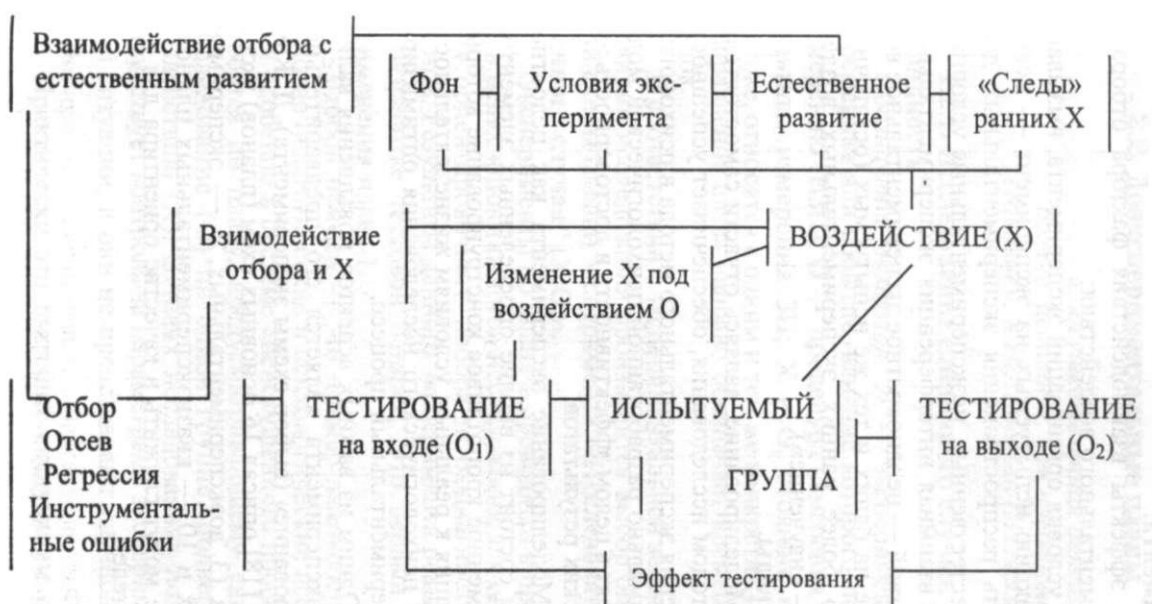 Взаимодействие отбора с
естественным развитием
Фон
Условия экс-
перимента
Естественное
развитие
«Следы»
ранних X
Взимодействие
отбора и X
ВОЗДЕЙСТВИЕ (X)
Изменение X под
воздействием O
Отбор
Отсев
Регрессия
Инструменталь-
ные ошибки
ТЕСТИРОВАНИЕ
на входе (O₁)
ИСПЫТУЕМЫЙ
ГРУППА
ТЕСТИРОВАНИЕ
на выходе (O₂)
Эффект тестирования